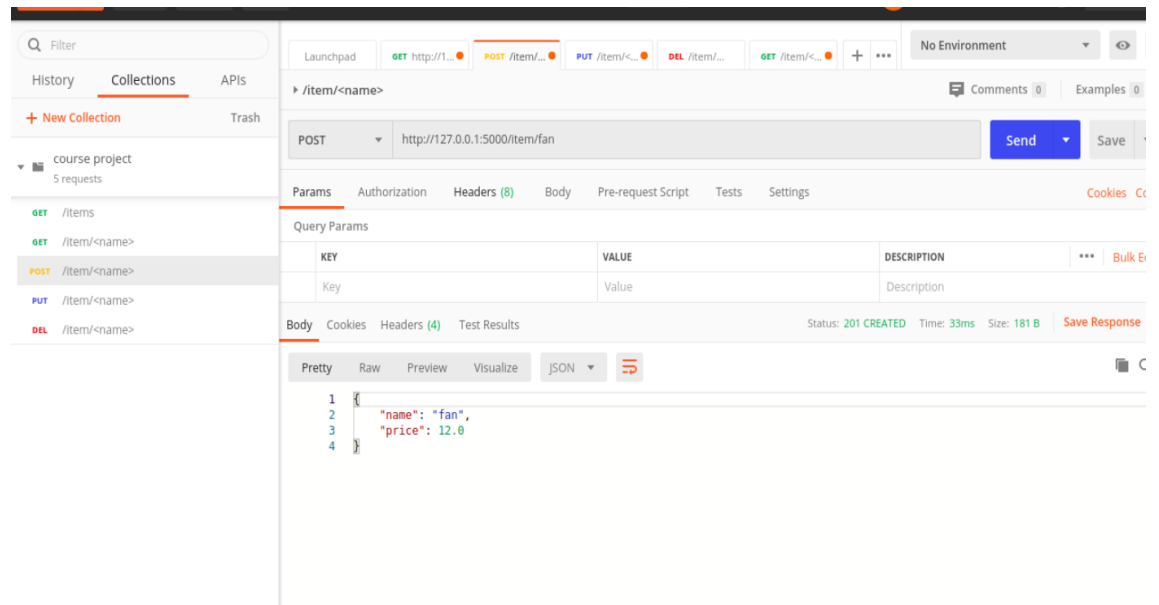 Filter
History Collections APIs
+ New Collection Trash
course project
5 requests
GET /items
GET /item/<name>
POST /item/<name>
PUT /item/<name>
DEL /item/<name>
Launchpad GET http://1... POST /item/... PUT /item/<... DEL /item/... GET /item/<... + ••• No Environment
/item/<name> Comments 0 Examples 0
POST http://127.0.0.1:5000/item/fan Send Save
Params Authorization Headers (8) Body Pre-request Script Tests Settings Cookies
Query Params
KEY VALUE DESCRIPTION ••• Bulk
Key Value Description
Body Cookies Headers (4) Test Results Status: 201 CREATED Time: 33ms Size: 181 B Save Response
Pretty Raw Preview Visualize JSON
1 {
2 "name": "fan",
3 "price": 12.0
4 }